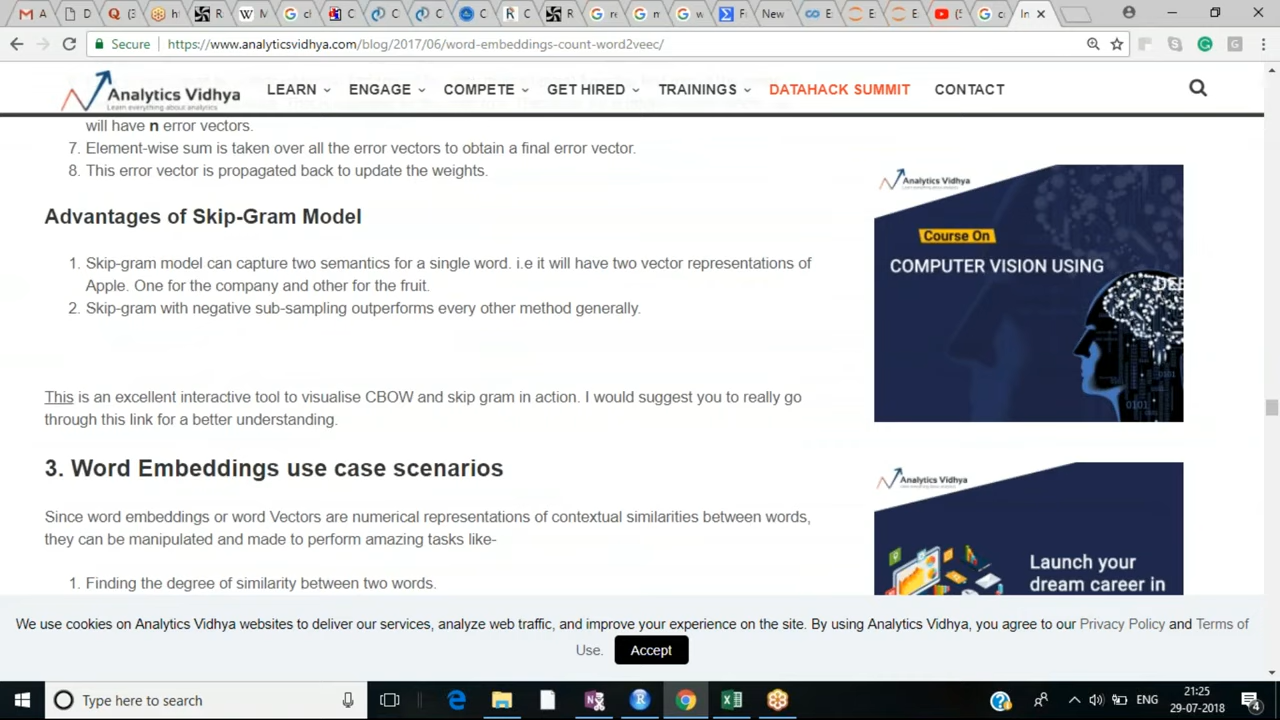 Secure
https://www.analyticsvidhya.com/blog/2017/06/word-embeddings-count-word2veec/
Analytics Vidhya
Learn everything about analytics
LEARN ENGAGE COMPETE GET HIRED TRAININGS DATAHACK SUMMIT CONTACT
will have n error vectors.
7. Element-wise sum is taken over all the error vectors to obtain a final error vector.
8. This error vector is propagated back to update the weights.
Advantages of Skip-Gram Model
1. Skip-gram model can capture two semantics for a single word. i.e it will have two vector representations of
Apple. One for the company and other for the fruit.
2. Skip-gram with negative sub-sampling outperforms every other method generally.
This is an excellent interactive tool to visualise CBOW and skip gram in action. I would suggest you to really go
through this link for a better understanding.
3. Word Embeddings use case scenarios
Since word embeddings or word Vectors are numerical representations of contextual similarities between words,
they can be manipulated and made to perform amazing tasks like-
1. Finding the degree of similarity between two words.
Analytics Vidhya
Course On
COMPUTER VISION USING
DEE
Analytics Vidhya
Launch your
dream career in
We use cookies on Analytics Vidhya websites to deliver our services, analyze web traffic, and improve your experience on the site. By using Analytics Vidhya, you agree to our Privacy Policy and Terms of
Use. Accept
Type here to search
ENG
21:25
29-07-2018
4